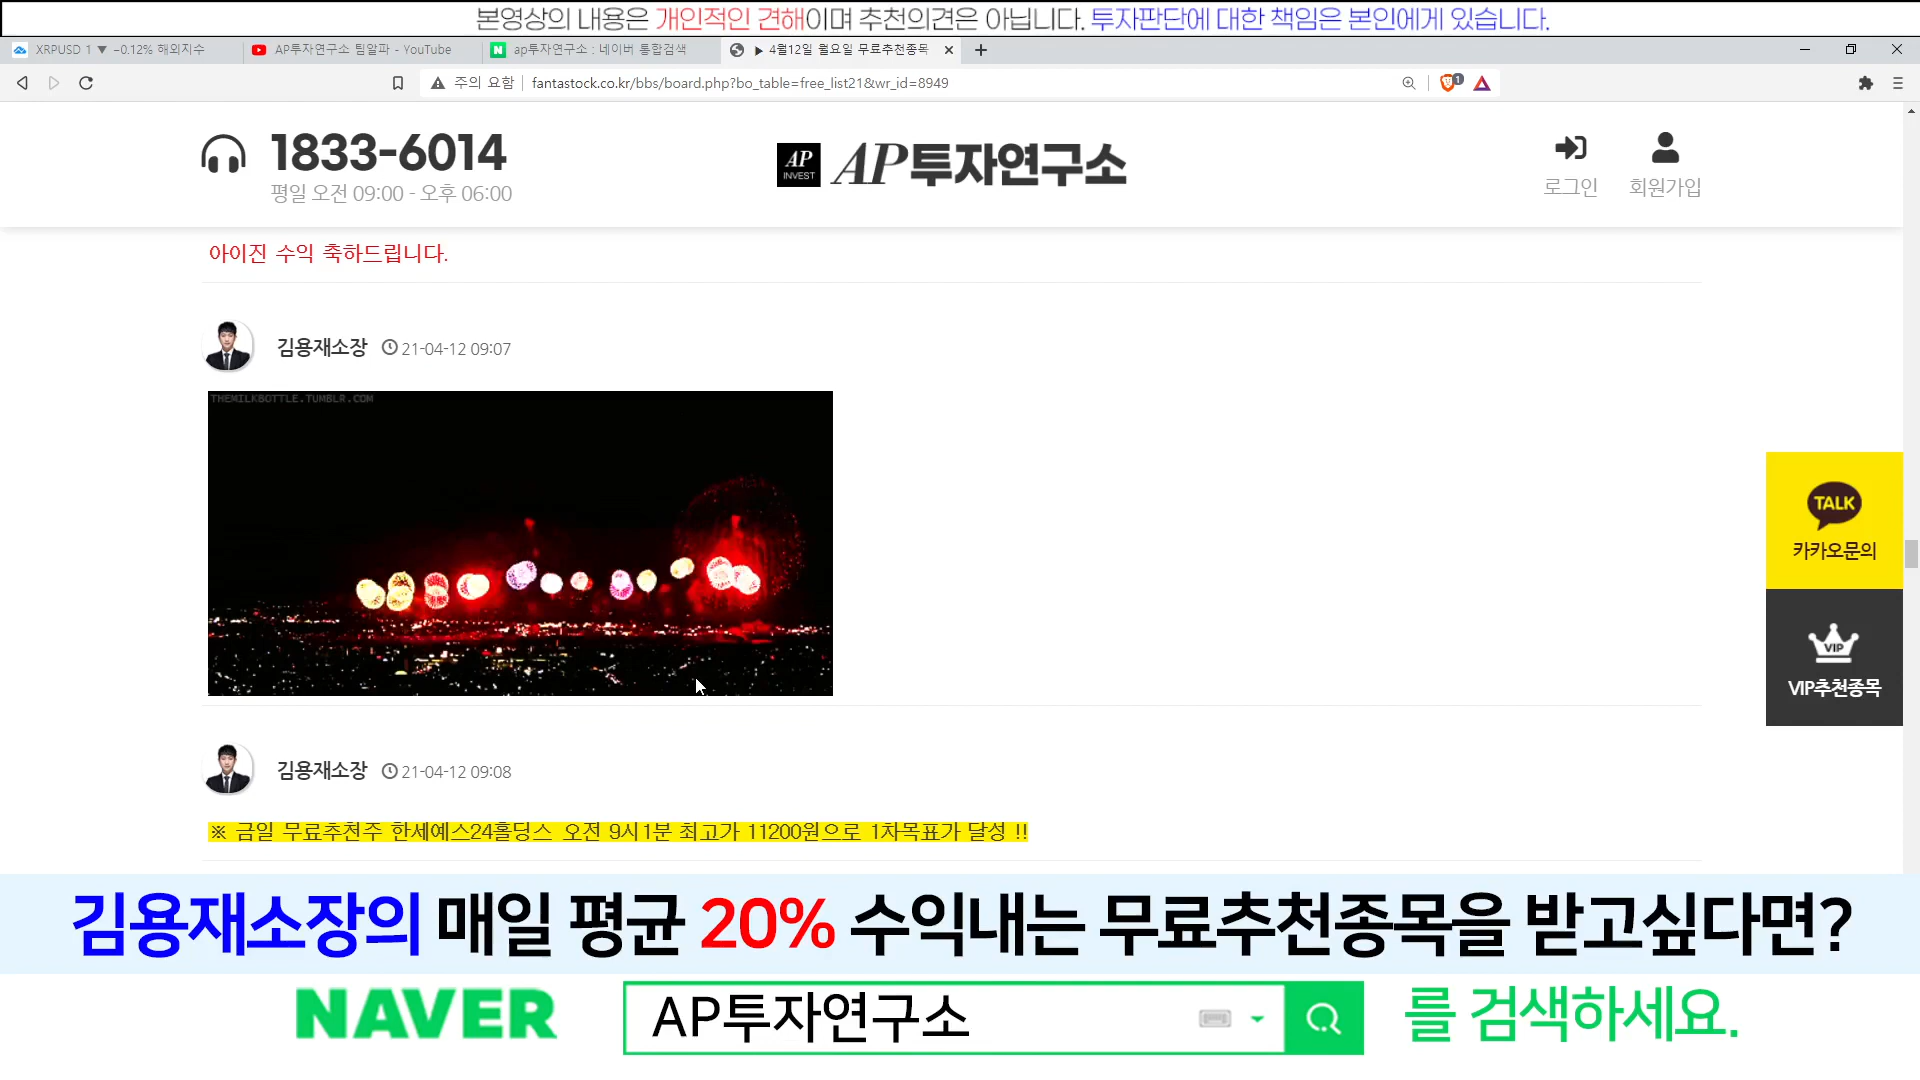 본영상의 내용은 개인적인 견해이며 추천의견은 아닙니다. 투자판단에 대한 책임은 본인에게 있습니다.
XRPUSD 1 ▼ −0.12% 해외지수
AP투자연구소 팀알파 - YouTube
ap투자연구소 : 네이버 통합검색
▶ 4월12일 월요일 무료추천종목
주의 요함
fantastock.co.kr/bbs/board.php?bo_table=free_list21&wr_id=8949
1833-6014
평일 오전 09:00 - 오후 06:00
AP INVEST
AP투자연구소
로그인
회원가입
아이진 수익 축하드립니다.
김용재소장 21-04-12 09:07
THEMILKBOTTLE.TUMBLR.COM
TALK
카카오문의
VIP
VIP추천종목
김용재소장 21-04-12 09:08
※ 금일 무료추천주 한세예스24홀딩스 오전 9시1분 최고가 11200원으로 1차목표가 달성 !!
김용재소장의 매일 평균 20% 수익내는 무료추천종목을 받고싶다면?
NAVER
AP투자연구소
를 검색하세요.